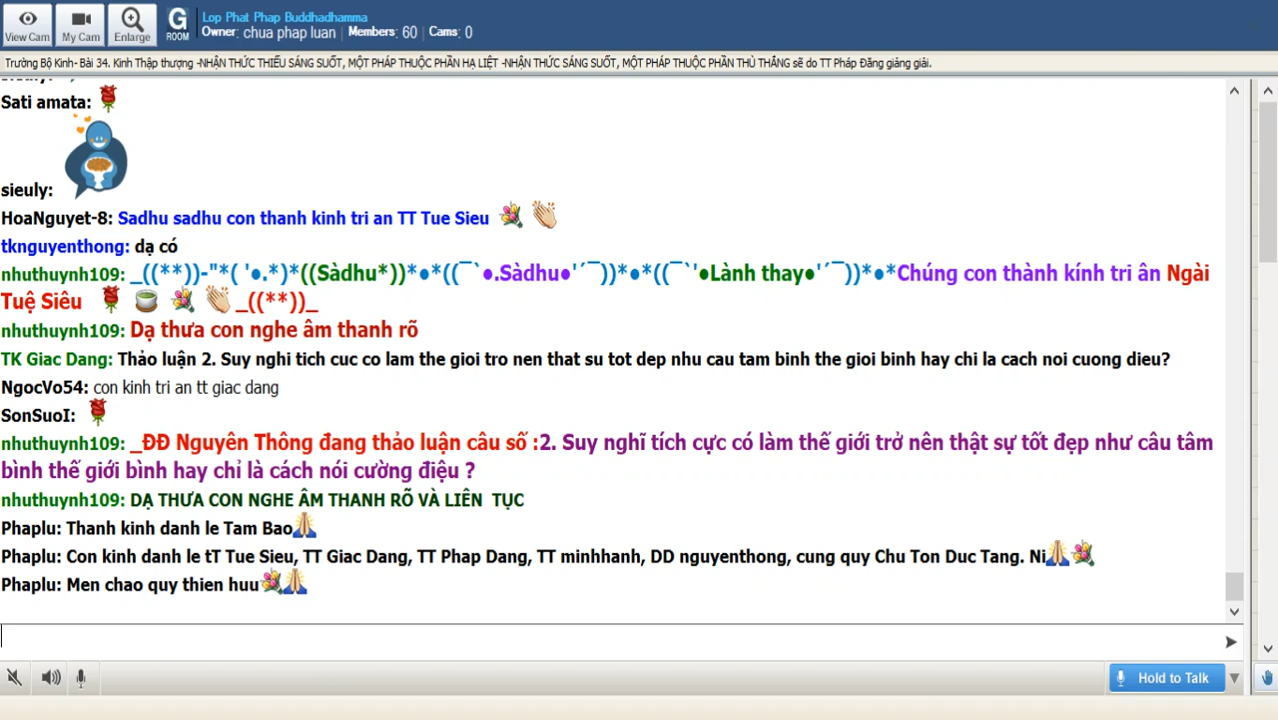 View Cam
My Cam
Enlarge
G
ROOM
Lop Phat Phap Buddhadhamma
Owner: chua phap luan | Members: 60 | Cams: 0
Trường Bộ Kinh- Bài 34. Kinh Thập thượng -NHẬN THỨC THIẾU SÁNG SUỐT, MỘT PHÁP THUỘC PHẦN HẠ LIỆT -NHẬN THỨC SÁNG SUỐT, MỘT PHÁP THUỘC PHẦN THÙ THẮNG sẽ do TT Pháp Đăng giảng giải.
Sati amata:
sieuly:
HoaNguyet-8: Sadhu sadhu con thanh kinh tri an TT Tue Sieu
tknguyenthong: dạ có
nhuthuynh109: _((**))-"*( '●.*)*((Sàdhu*))*●*((¯`●.Sàdhu●'´¯))*●*((¯`'●Lành thay●'´¯))*●*Chúng con thành kính tri ân Ngài
Tuệ Siêu _((**))_
nhuthuynh109: Dạ thưa con nghe âm thanh rõ
TK Giac Dang: Thảo luận 2. Suy nghi tich cuc co lam the gioi tro nen that su tot dep nhu cau tam binh the gioi binh hay chi la cach noi cuong dieu?
NgocVo54: con kinh tri an tt giac dang
SonSuoI:
nhuthuynh109: _ĐĐ Nguyên Thông đang thảo luận câu số :2. Suy nghĩ tích cực có làm thế giới trở nên thật sự tốt đẹp như câu tâm
bình thế giới bình hay chỉ là cách nói cường điệu ?
nhuthuynh109: DẠ THƯA CON NGHE ÂM THANH RÕ VÀ LIÊN TỤC
Phaplu: Thanh kinh danh le Tam Bao
Phaplu: Con kinh danh le tT Tue Sieu, TT Giac Dang, TT Phap Dang, TT minhhanh, DD nguyenthong, cung quy Chu Ton Duc Tang. Ni
Phaplu: Men chao quy thien huu
Hold to Talk